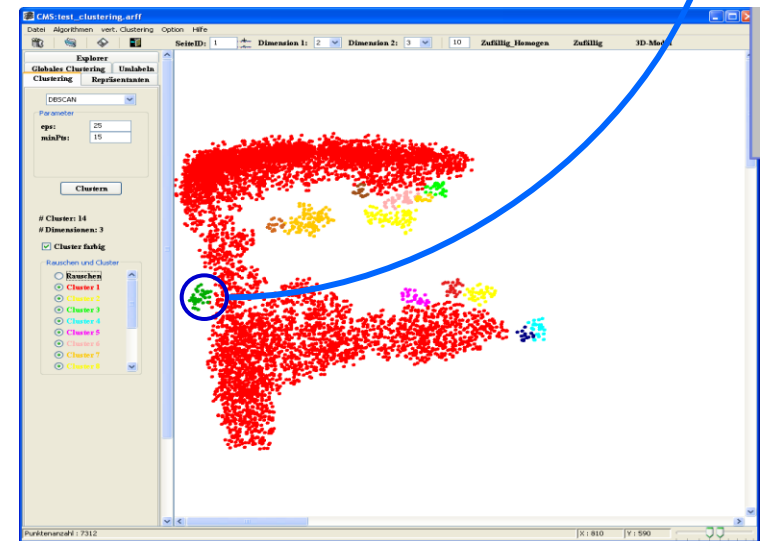 CMS:test_clustering.arff
Datei Algorithmen vert. Clustering Option Hilfe
SeiteID: 1 Dimension 1: 2 Dimension 2: 3 10 Zufällig_Homogen Zufällig
Explorer
Globales Clustering Umlabeln
Clustering Repräsentanten
DBSCAN
Parameter
eps: 25
minPts: 15
Clustern
# Cluster: 14
# Dimensionen: 3
Cluster farbig
Rauschen und Cluster
Rauschen
Cluster 1
Cluster 2
Cluster 3
Cluster 4
Cluster 5
Cluster 6
Cluster 7
Cluster 8
Punktenanzahl : 7312 X : 810 Y : 590